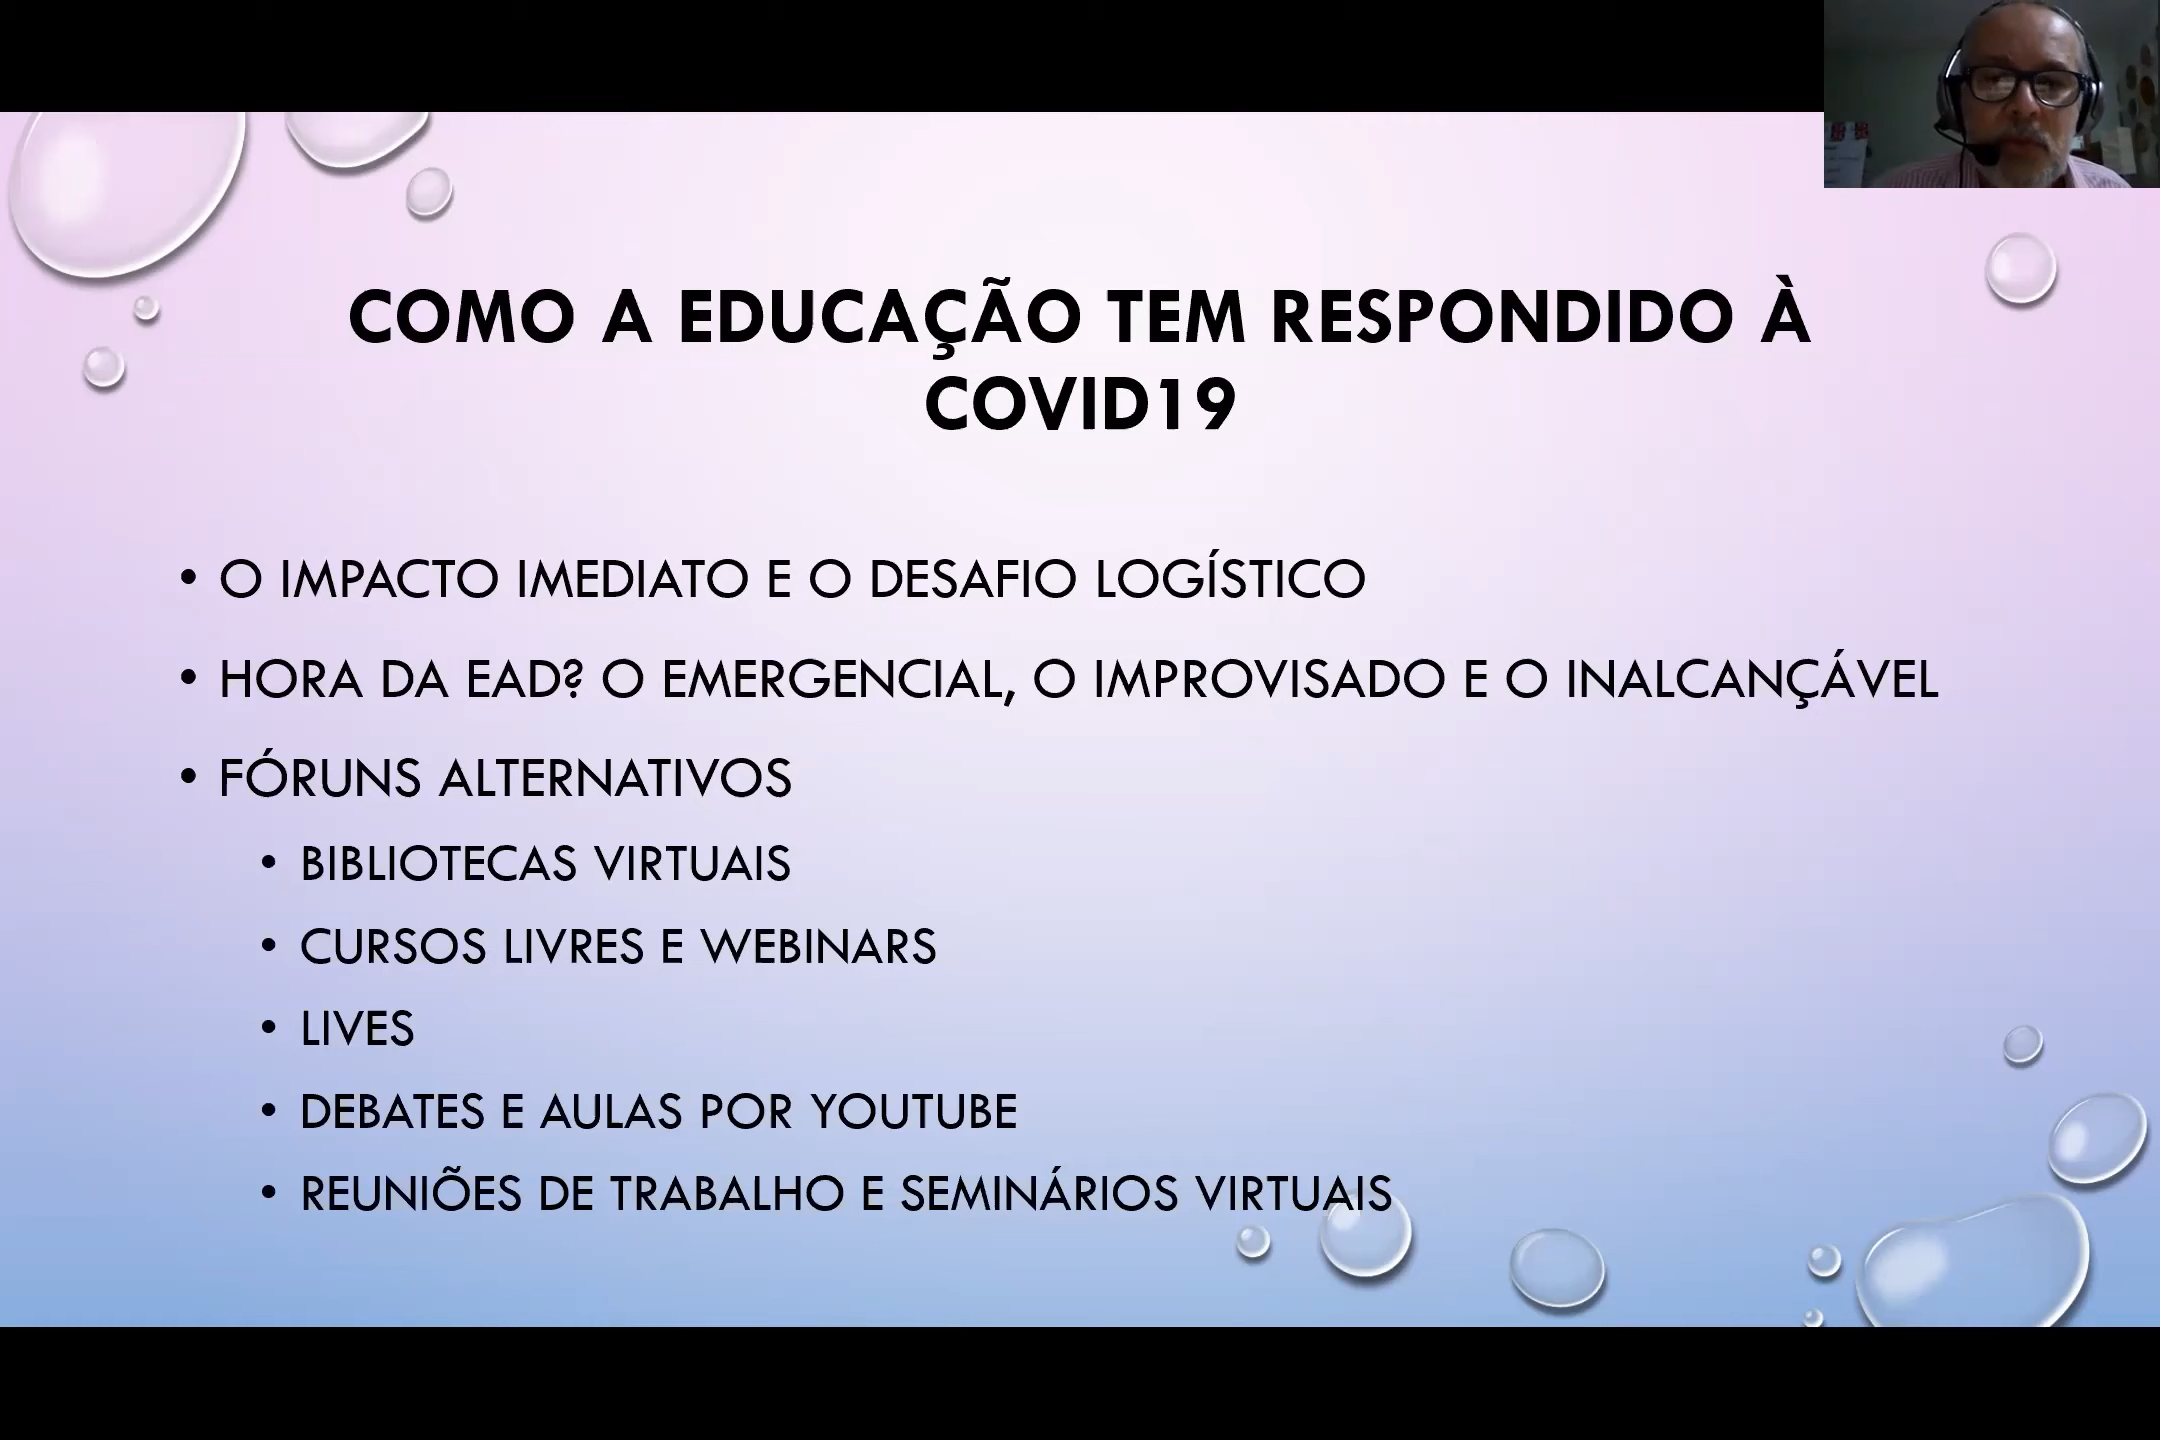 COMO A EDUCAÇÃO TEM RESPONDIDO À
COVID19
• O IMPACTO IMEDIATO E O DESAFIO LOGÍSTICO
• HORA DA EAD? O EMERGENCIAL, O IMPROVISADO E O INALCANÇÁVEL
• FÓRUNS ALTERNATIVOS
• BIBLIOTECAS VIRTUAIS
• CURSOS LIVRES E WEBINARS
• LIVES
• DEBATES E AULAS POR YOUTUBE
• REUNIÕES DE TRABALHO E SEMINÁRIOS VIRTUAIS